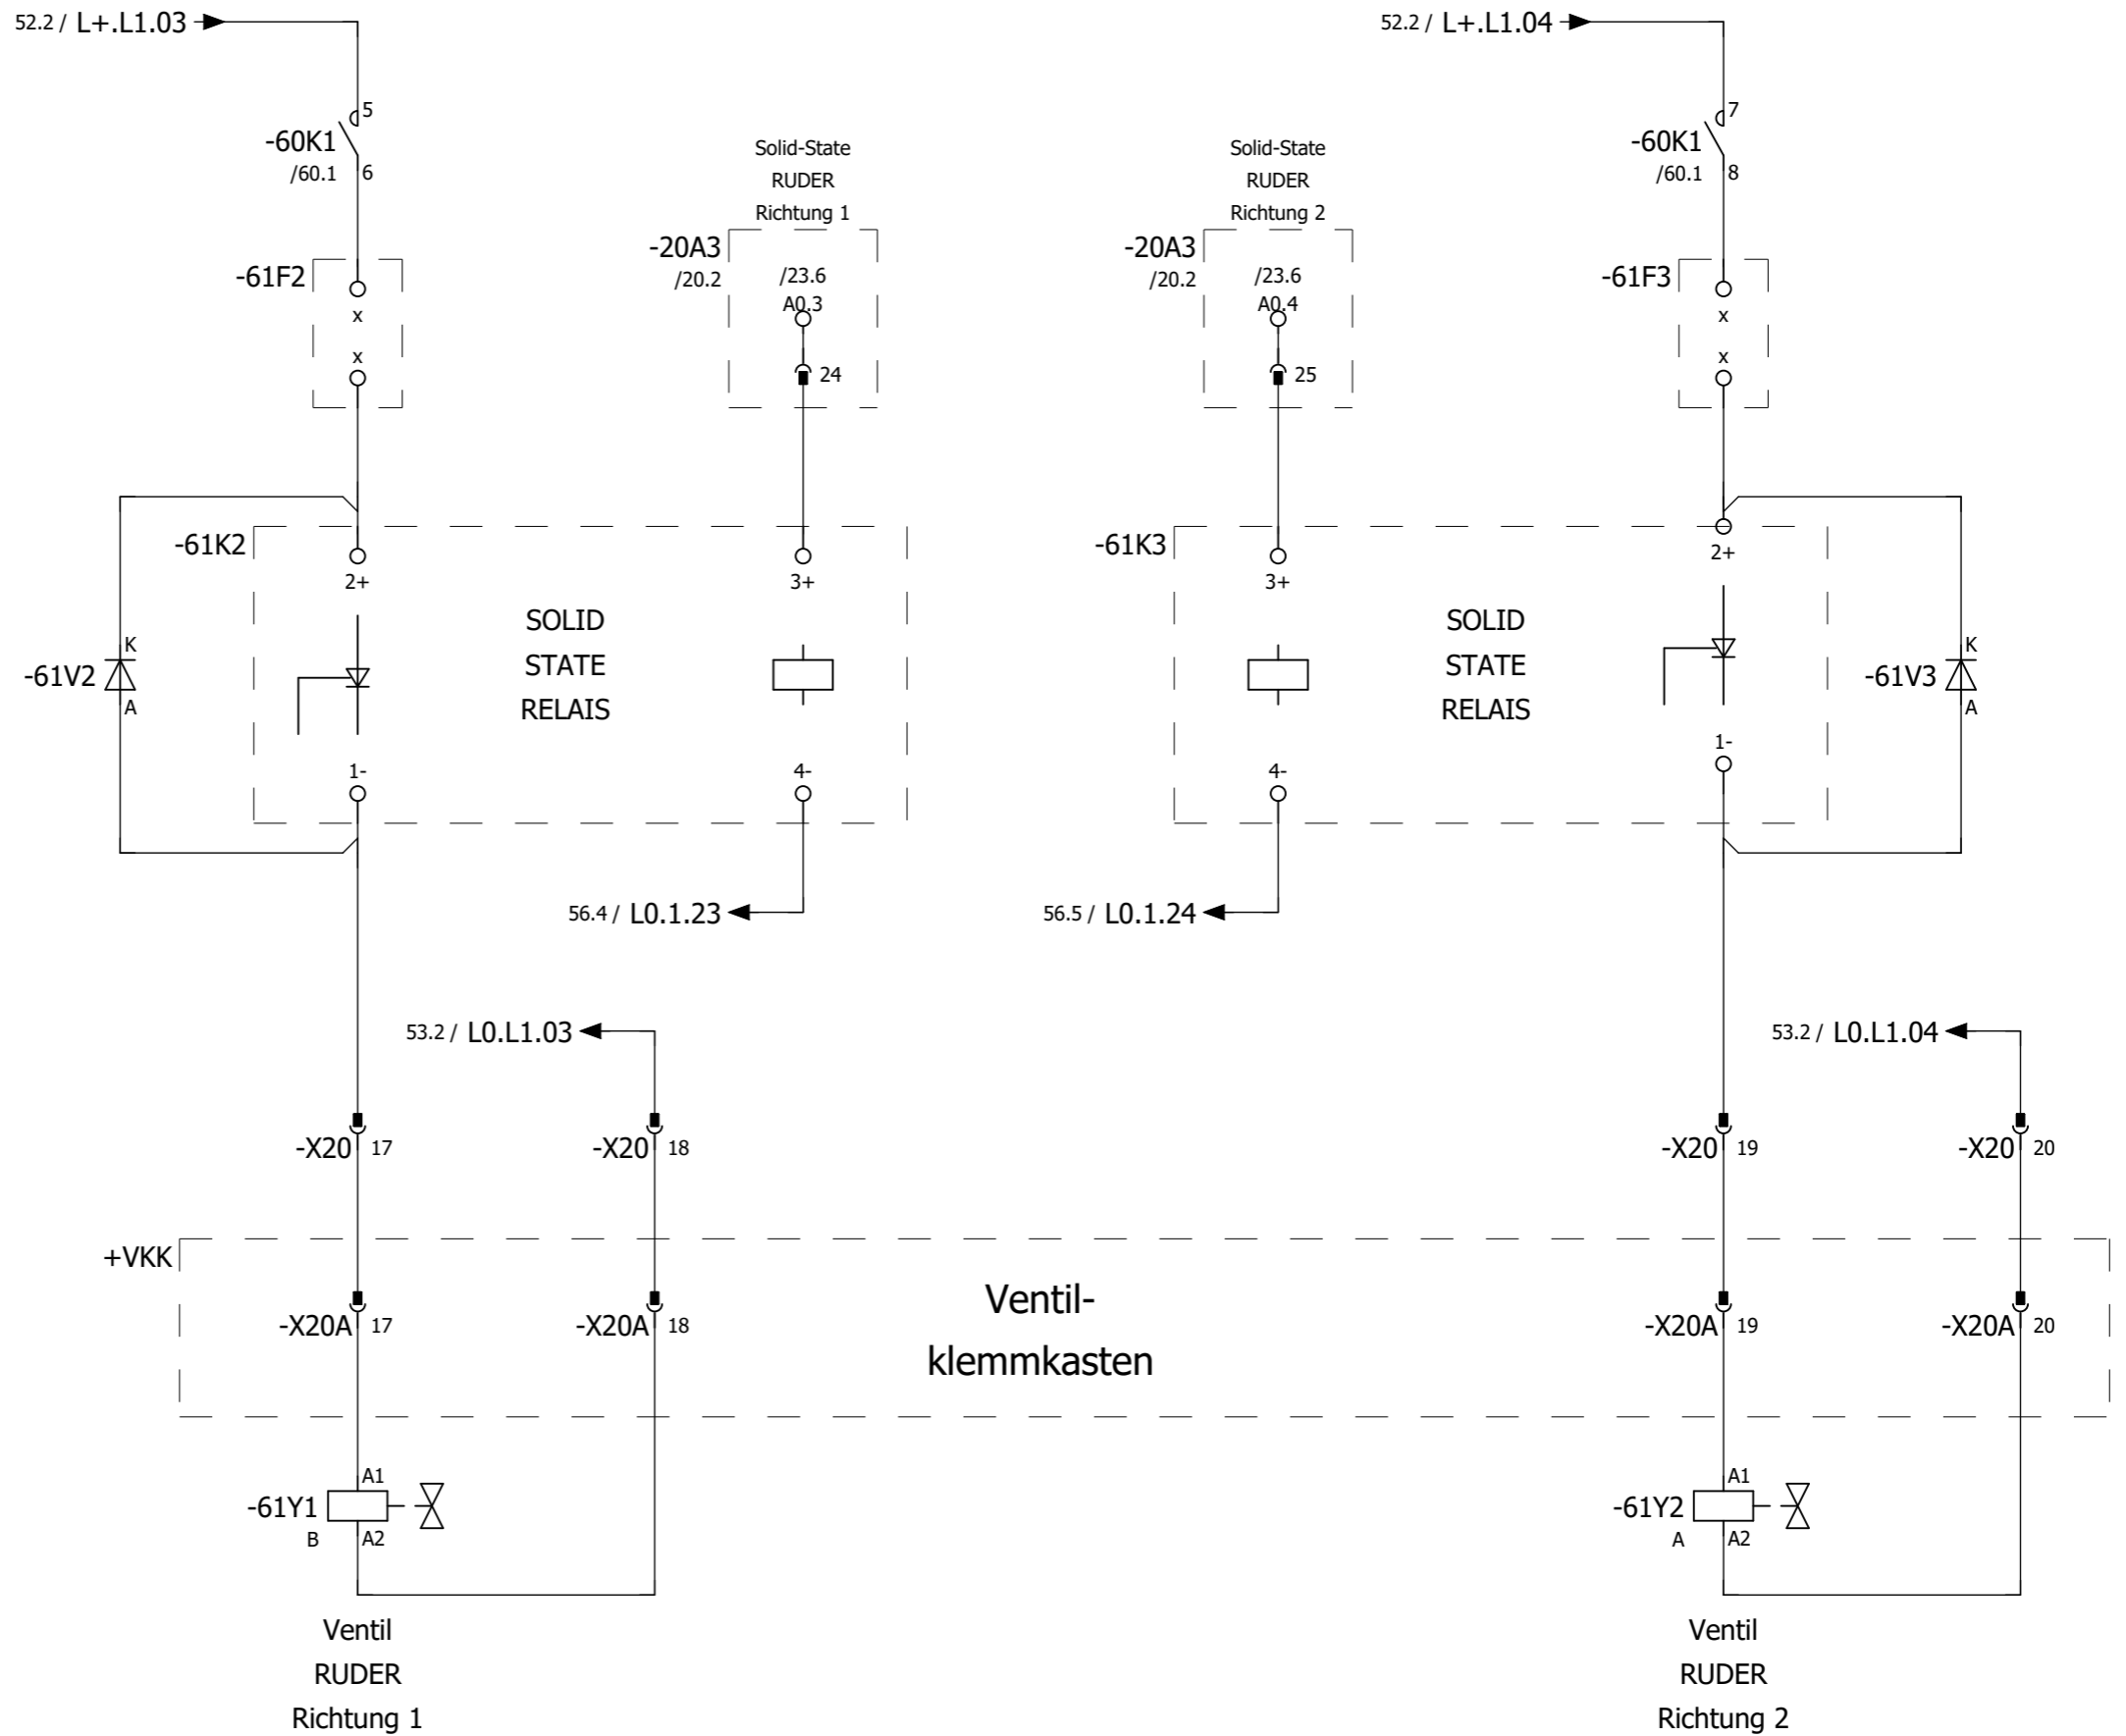 52.2 / L+.L1.03
52.2 / L+.L1.04
5
-60K1
/60.1
6
7
-60K1
/60.1
8
Solid-State
RUDER
Richtung 1
Solid-State
RUDER
Richtung 2
-61F2
x
x
-20A3
/20.2
/23.6
A0.3
24
-20A3
/20.2
/23.6
A0.4
25
-61F3
x
x
-61K2
2+
3+
SOLID
STATE
RELAIS
1-
4-
-61V2
K
A
-61K3
3+
2+
SOLID
STATE
RELAIS
4-
1-
-61V3
K
A
56.4 / L0.1.23
56.5 / L0.1.24
53.2 / L0.L1.03
53.2 / L0.L1.04
-X20 17
-X20 18
-X20 19
-X20 20
+VKK
Ventil-
klemmkasten
-X20A 17
-X20A 18
-X20A 19
-X20A 20
A1
-61Y1
B
A2
A1
-61Y2
A
A2
Ventil
RUDER
Richtung 1
Ventil
RUDER
Richtung 2